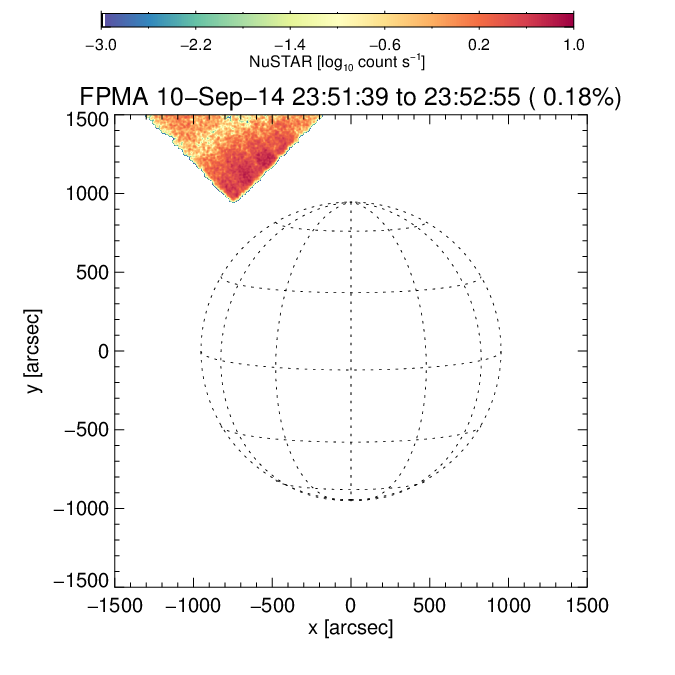 −3.0 −2.2 −1.4 −0.6 0.2 1.0
NuSTAR [log₁₀ count s⁻¹]
FPMA 10−Sep−14 23:51:39 to 23:52:55 ( 0.18%)
1500
1000
500
0
−500
−1000
−1500
y [arcsec]
−1500 −1000 −500 0 500 1000 1500
x [arcsec]